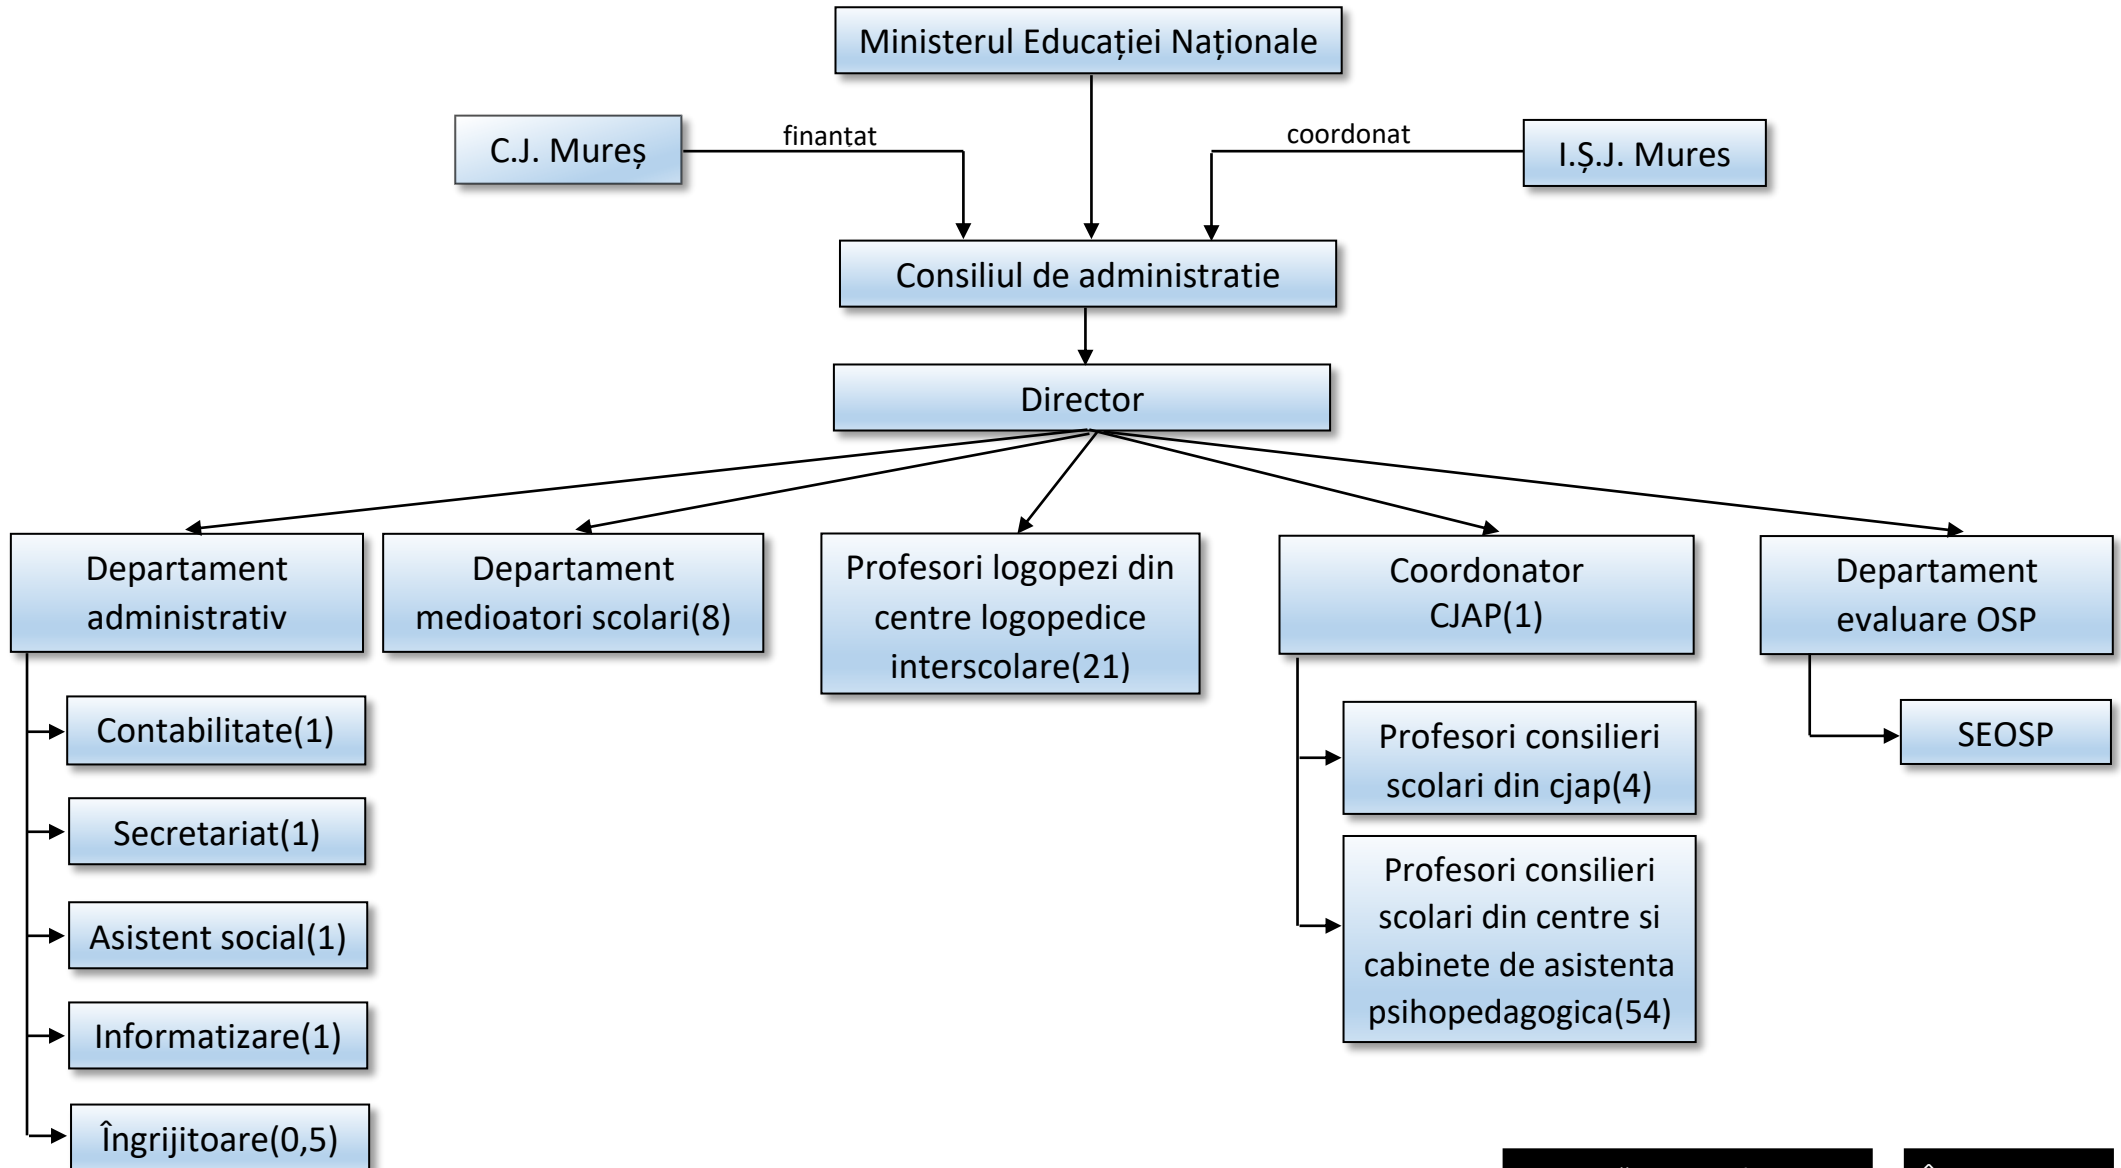 Ministerul Educației Naționale
C.J. Mureș
finanțat
coordonat
I.Ș.J. Mures
Consiliul de administratie
Director
Departament
administrativ
Departament
medioatori scolari(8)
Profesori logopezi din
centre logopedice
interscolare(21)
Coordonator
CJAP(1)
Departament
evaluare OSP
Contabilitate(1)
Secretariat(1)
Asistent social(1)
Informatizare(1)
Îngrijitoare(0,5)
Profesori consilieri
scolari din cjap(4)
Profesori consilieri
scolari din centre si
cabinete de asistenta
psihopedagogica(54)
SEOSP